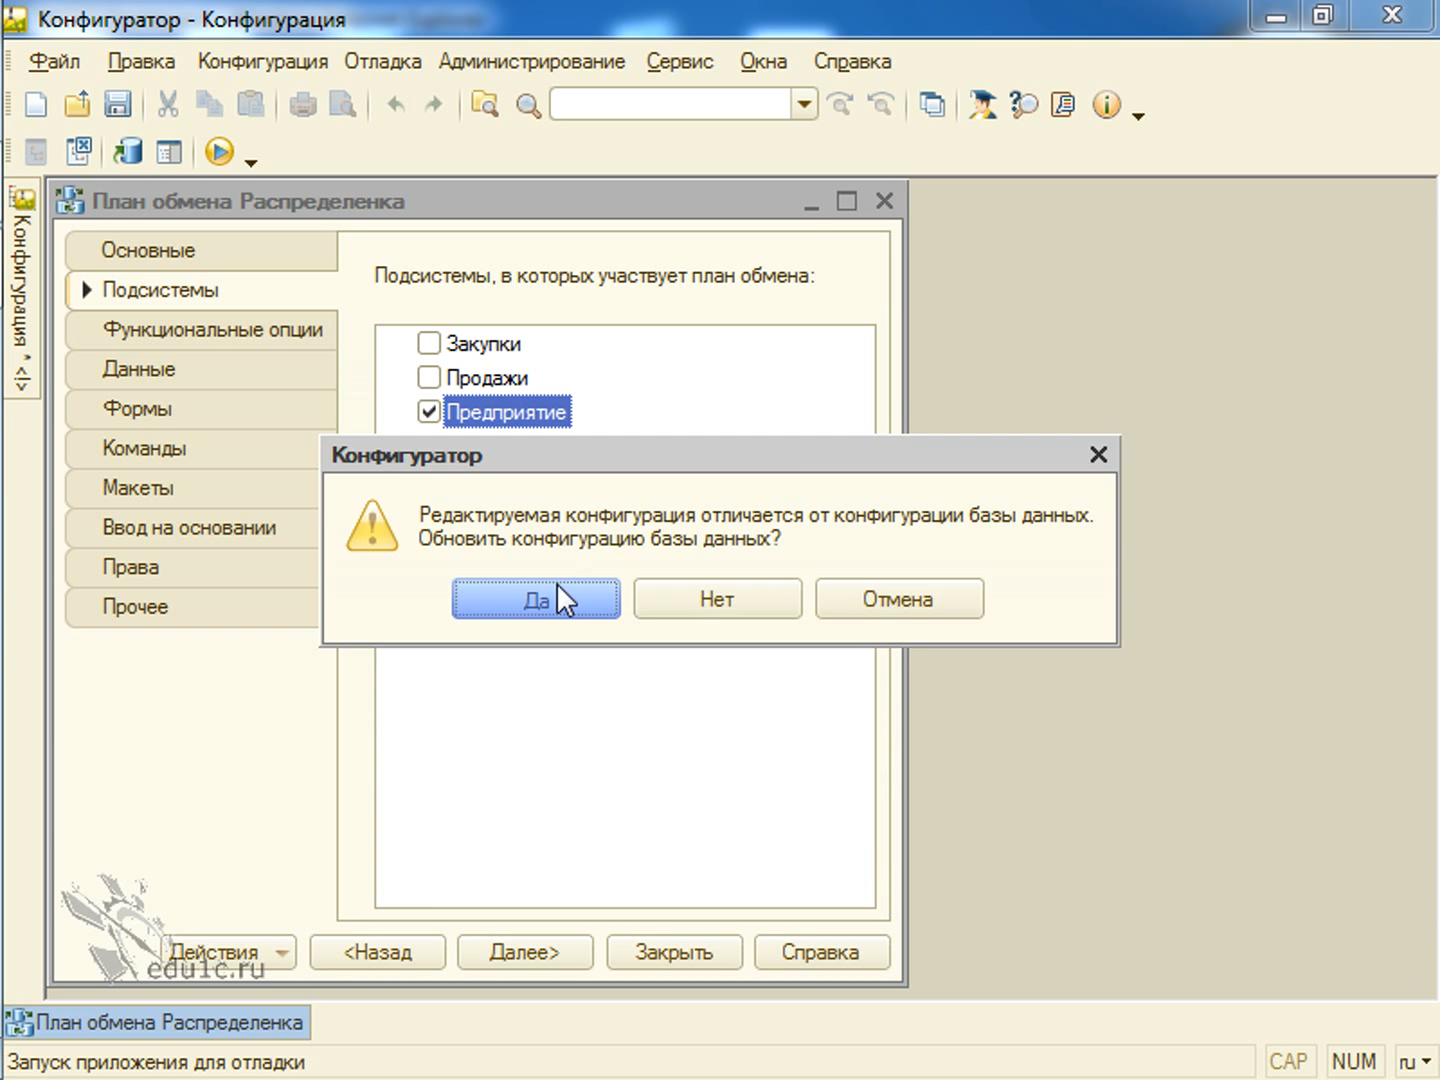 Конфигуратор - Конфигурация
Файл Правка Конфигурация Отладка Администрирование Сервис Окна Справка
Конфигурация * <!>
План обмена Распределенка
Основные
Подсистемы
Функциональные опции
Данные
Формы
Команды
Макеты
Ввод на основании
Права
Прочее
Подсистемы, в которых участвует план обмена:
Закупки
Продажи
Предприятие
Конфигуратор
Редактируемая конфигурация отличается от конфигурации базы данных.
Обновить конфигурацию базы данных?
Да Нет Отмена
Действия <Назад Далее> Закрыть Справка
edu1c.ru
План обмена Распределенка
Запуск приложения для отладки CAP NUM ru